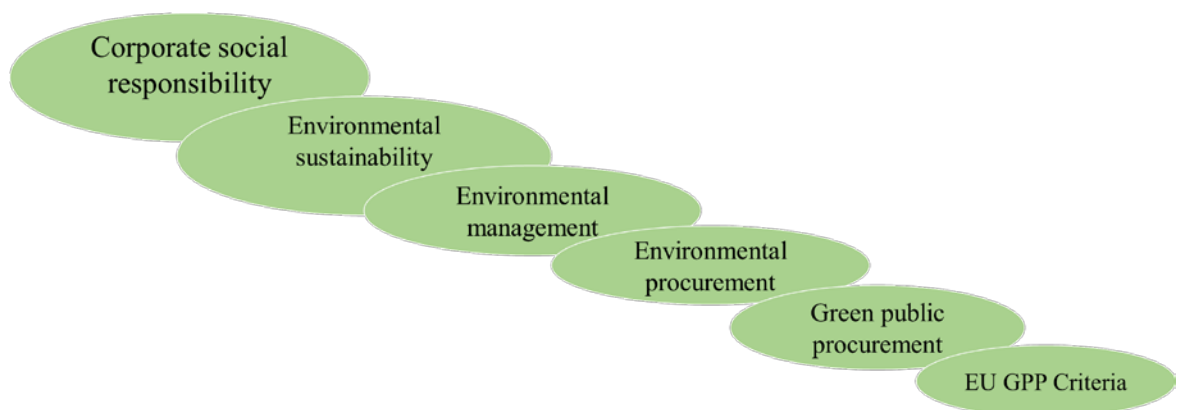 Corporate social
responsibility
Environmental
sustainability
Environmental
management
Environmental
procurement
Green public
procurement
EU GPP Criteria